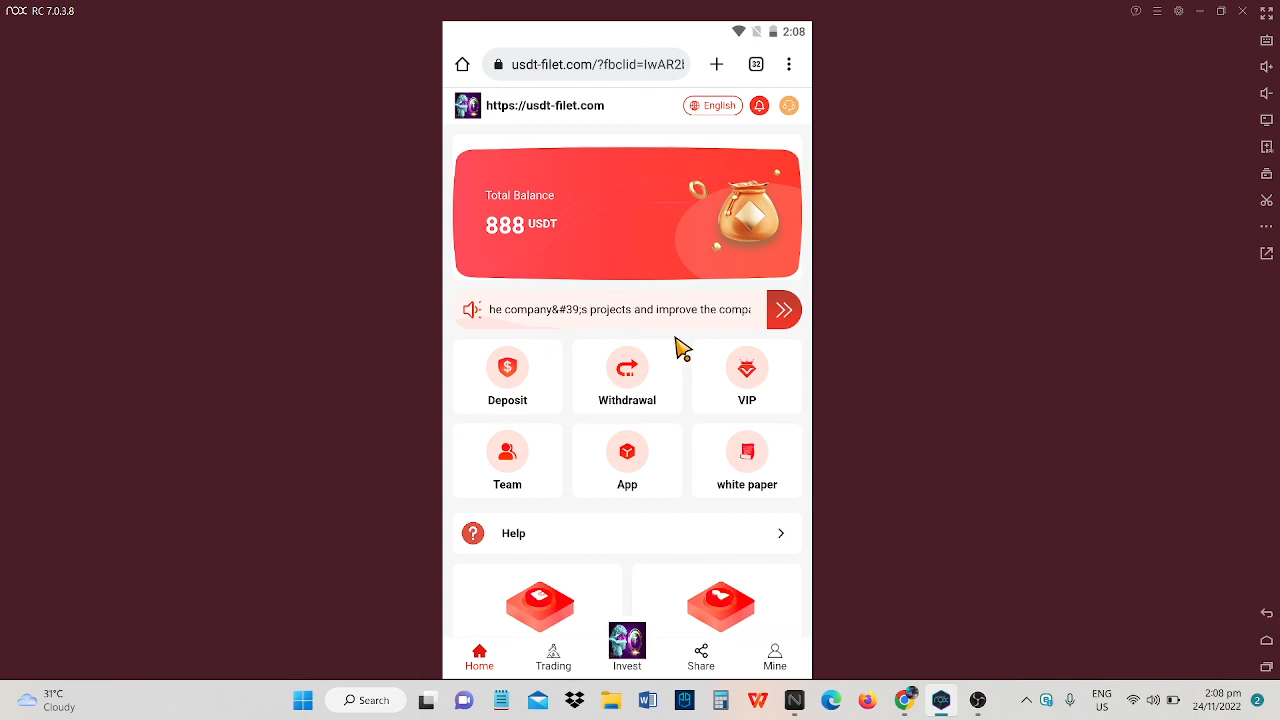 nox RC 7.0.3.8
2:08
usdt-filet.com/?fbclid=IwAR2
32
https://usdt-filet.com
English
Total Balance
888 USDT
he company&#39;s projects and improve the compa
Deposit
Withdrawal
VIP
Team
App
white paper
Help
Home
Trading
Invest
Share
Mine
31°C
Cloudy
Search
ENG
US
2:08 pm
24/11/2022
2